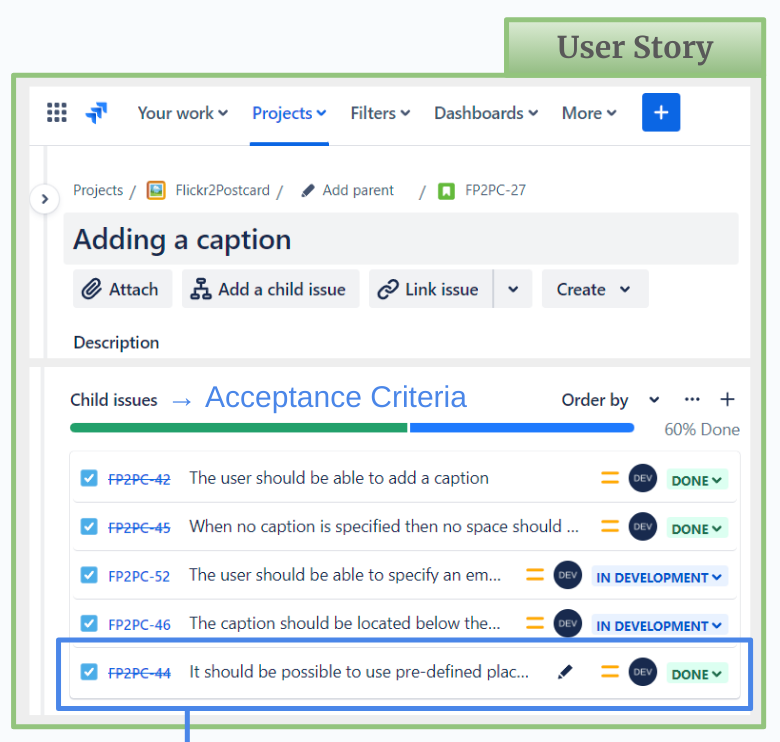 User Story
Your work Projects Filters Dashboards More +
Projects / Flickr2Postcard / Add parent / FP2PC-27
Adding a caption
Attach Add a child issue Link issue Create
Description
Child issues → Acceptance Criteria Order by ... +
60% Done
FP2PC-42 The user should be able to add a caption DEV DONE
FP2PC-45 When no caption is specified then no space should ... DEV DONE
FP2PC-52 The user should be able to specify an em... DEV IN DEVELOPMENT
FP2PC-46 The caption should be located below the... DEV IN DEVELOPMENT
FP2PC-44 It should be possible to use pre-defined plac... DEV DONE